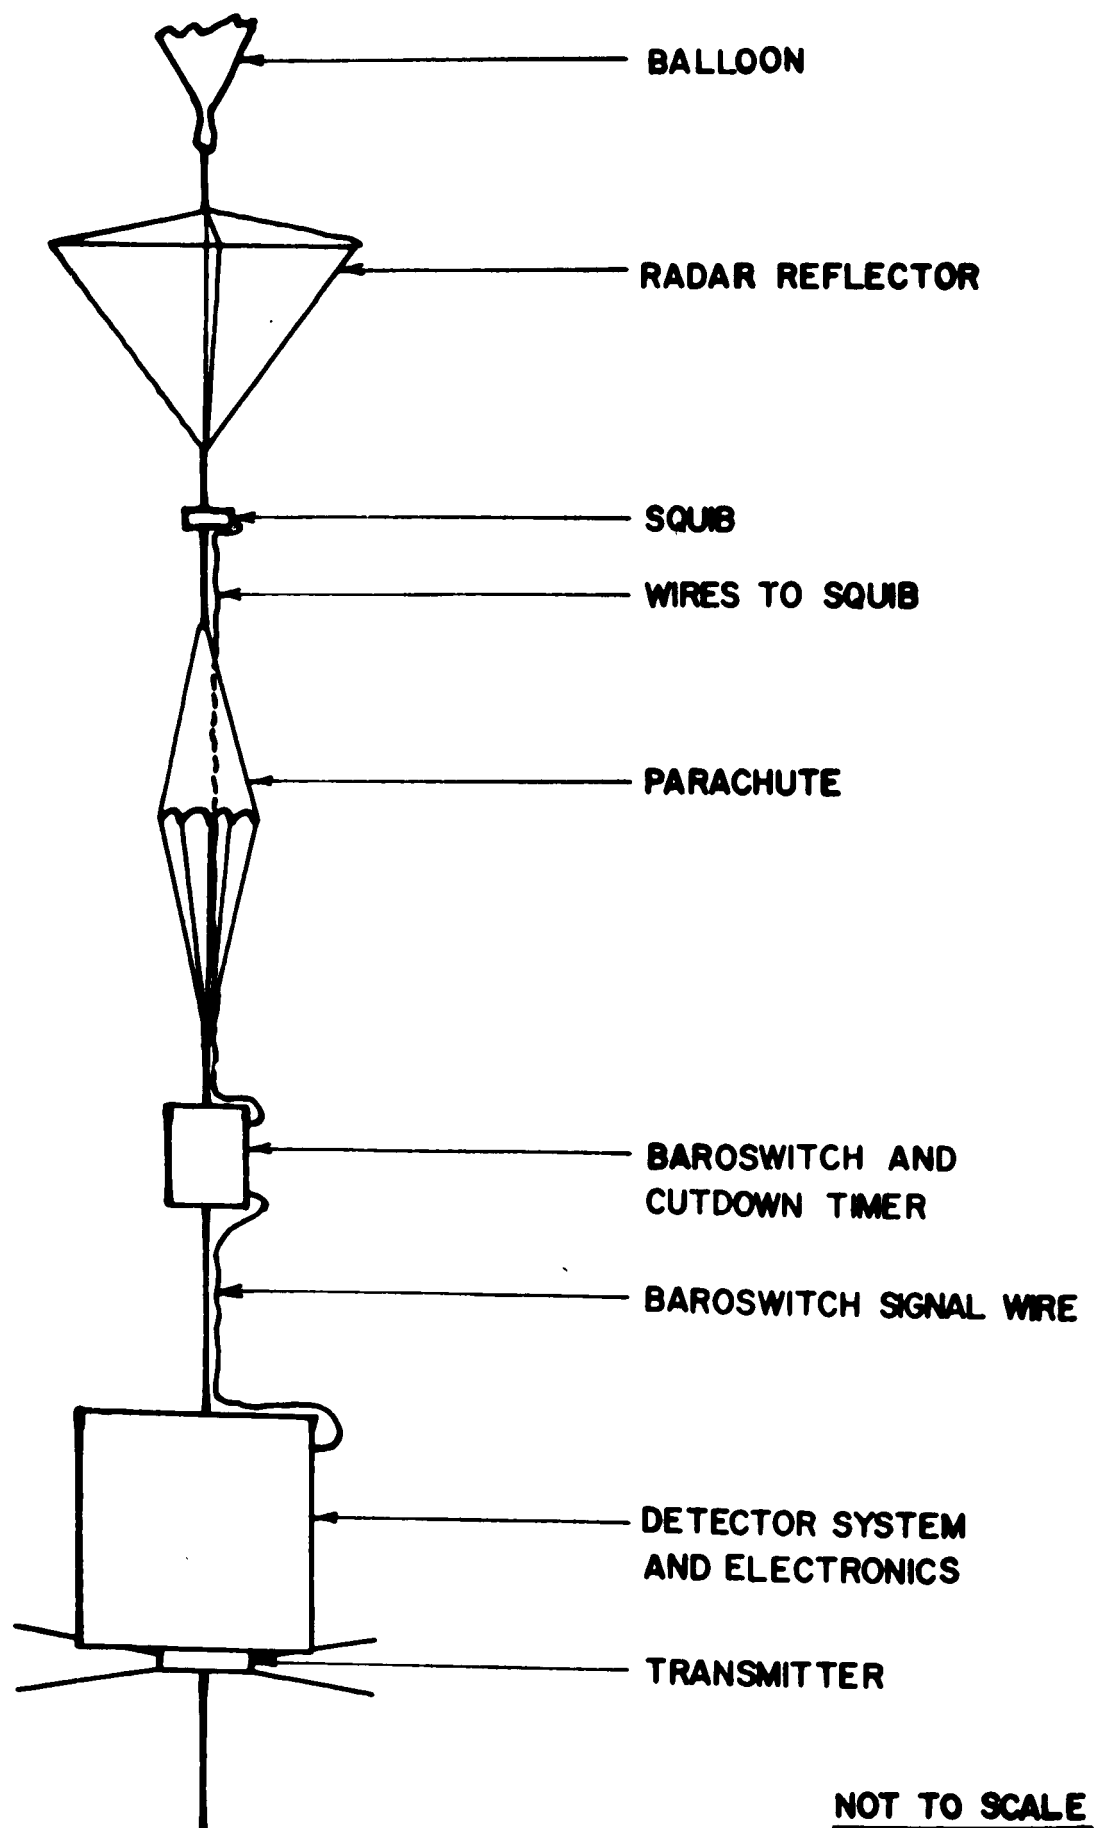 BALLOON
RADAR REFLECTOR
SQUIB
WIRES TO SQUIB
PARACHUTE
BAROSWITCH AND
CUTDOWN TIMER
BAROSWITCH SIGNAL WIRE
DETECTOR SYSTEM
AND ELECTRONICS
TRANSMITTER
NOT TO SCALE